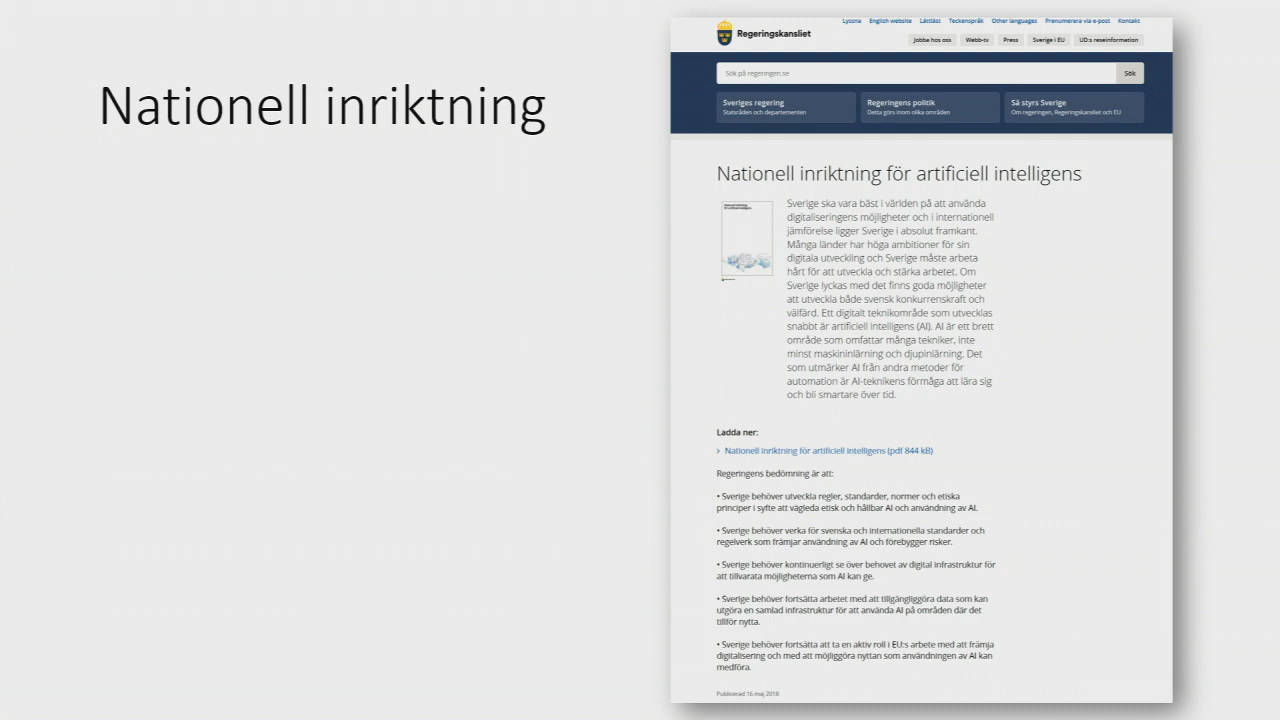 Nationell inriktning
Lyssna English website Lättläst Teckenspråk Other languages Prenumerera via e-post Kontakt
Regeringskansliet
Jobba hos oss Webb-tv Press Sverige i EU UD:s reseinformation
Sök på regeringen.se Sök
Sveriges regering Regeringens politik Så styrs Sverige
Statsråden och departementen Detta görs inom olika områden Om regeringen, Regeringskansliet och EU
Nationell inriktning för artificiell intelligens
Sverige ska vara bäst i världen på att använda
digitaliseringens möjligheter och i internationell
jämförelse ligger Sverige i absolut framkant.
Många länder har höga ambitioner för sin
digitala utveckling och Sverige måste arbeta
hårt för att utveckla och stärka arbetet. Om
Sverige lyckas med det finns goda möjligheter
att utveckla både svensk konkurrenskraft och
välfärd. Ett digitalt teknikområde som utvecklas
snabbt är artificiell intelligens (AI). AI är ett brett
område som omfattar många tekniker, inte
minst maskininlärning och djupinlärning. Det
som utmärker AI från andra metoder för
automation är AI-teknikens förmåga att lära sig
och bli smartare över tid.
Ladda ner:
› Nationell inriktning för artificiell intelligens (pdf 844 kB)
Regeringens bedömning är att:
• Sverige behöver utveckla regler, standarder, normer och etiska
principer i syfte att vägleda etisk och hållbar AI och användning av AI.
• Sverige behöver verka för svenska och internationella standarder och
regelverk som främjar användning av AI och förebygger risker.
• Sverige behöver kontinuerligt se över behovet av digital infrastruktur för
att tillvarata möjligheterna som AI kan ge.
• Sverige behöver fortsätta arbetet med att tillgängliggöra data som kan
utgöra en samlad infrastruktur för att använda AI på områden där det
tillför nytta.
• Sverige behöver fortsätta att ta en aktiv roll i EU:s arbete med att främja
digitalisering och med att möjliggöra nyttan som användningen av AI kan
medföra.
Publicerad 16 maj 2018